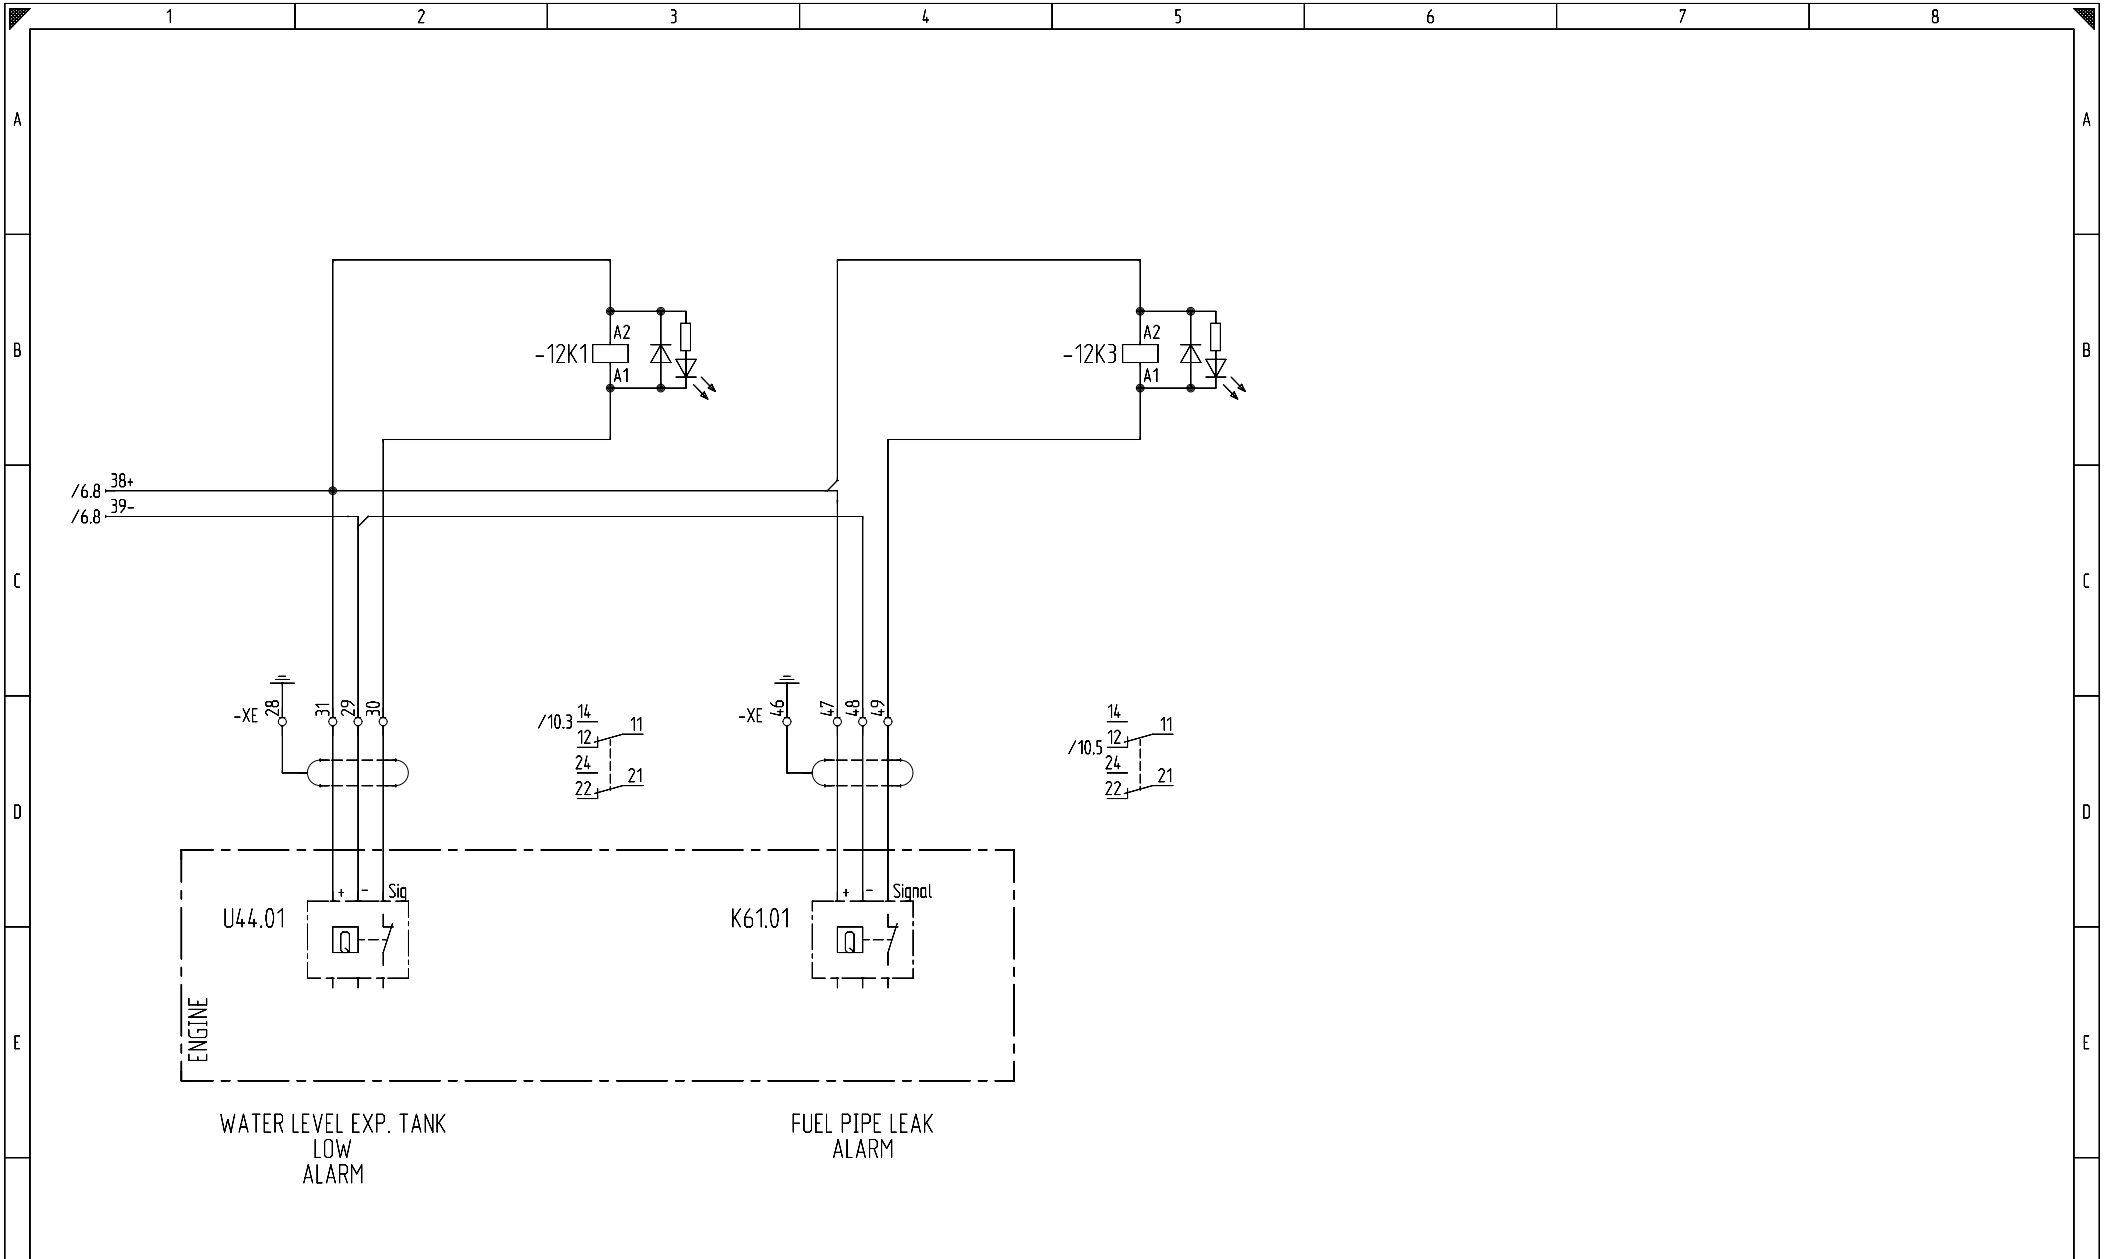 1 2 3 4 5 6 7 8
A A
A2 A2
-12K1 -12K3
B B
A1 A1
/6.8 38+
/6.8 39-
C C
-XE 28 31 29 30
-XE 46 47 48 49
/10.3 14
12 11
24
22 21
14
/10.5 12 11
24
22 21
D D
+ - Sig
+ - Signal
U44.01 K61.01
Q Q
ENGINE
E E
WATER LEVEL EXP. TANK
LOW
ALARM
FUEL PIPE LEAK
ALARM